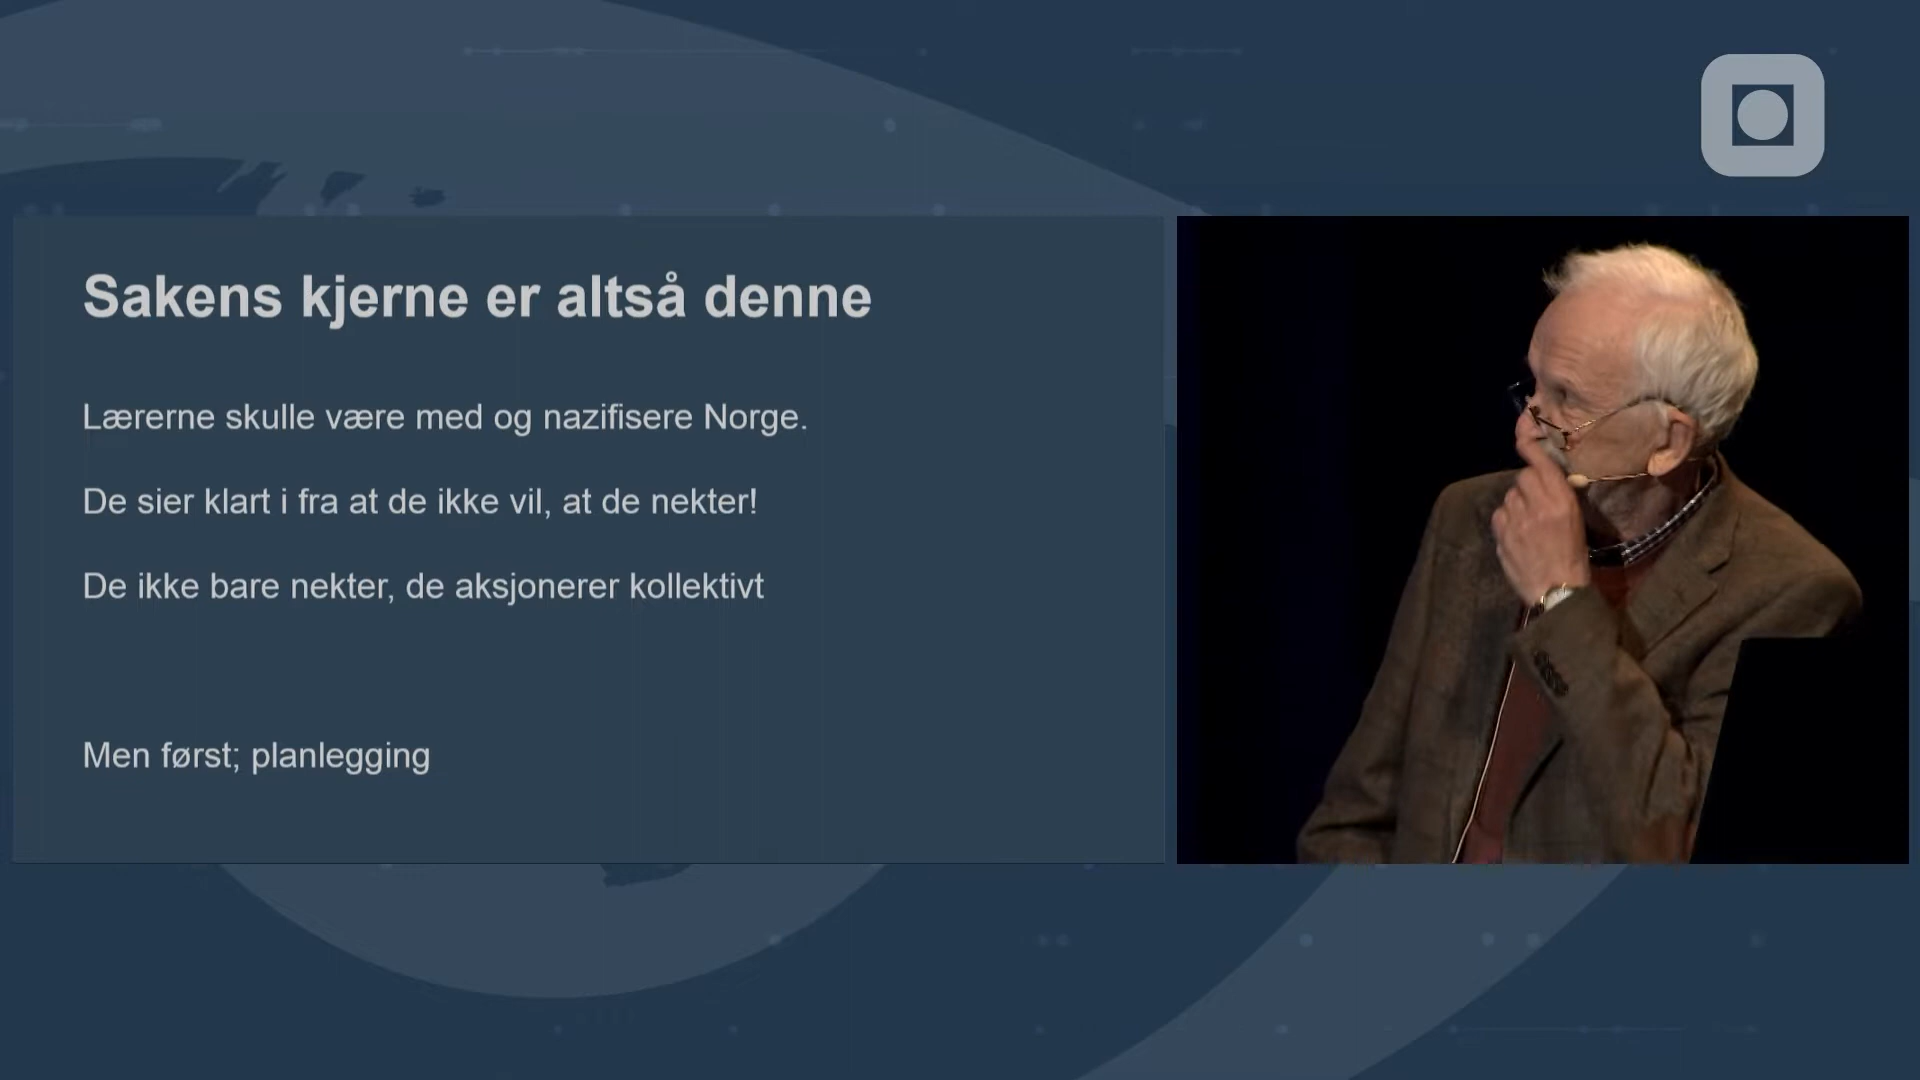 Sakens kjerne er altså denne
Lærerne skulle være med og nazifisere Norge.
De sier klart i fra at de ikke vil, at de nekter!
De ikke bare nekter, de aksjonerer kollektivt
Men først; planlegging